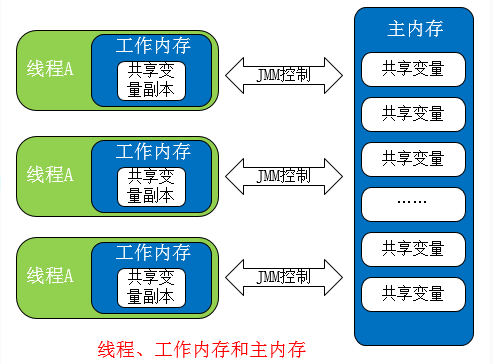 线程A
工作内存
共享变
量副本
JMM控制
线程A
工作内存
共享变
量副本
JMM控制
线程A
工作内存
共享变
量副本
JMM控制
主内存
共享变量
共享变量
共享变量
……
共享变量
共享变量
线程、工作内存和主内存